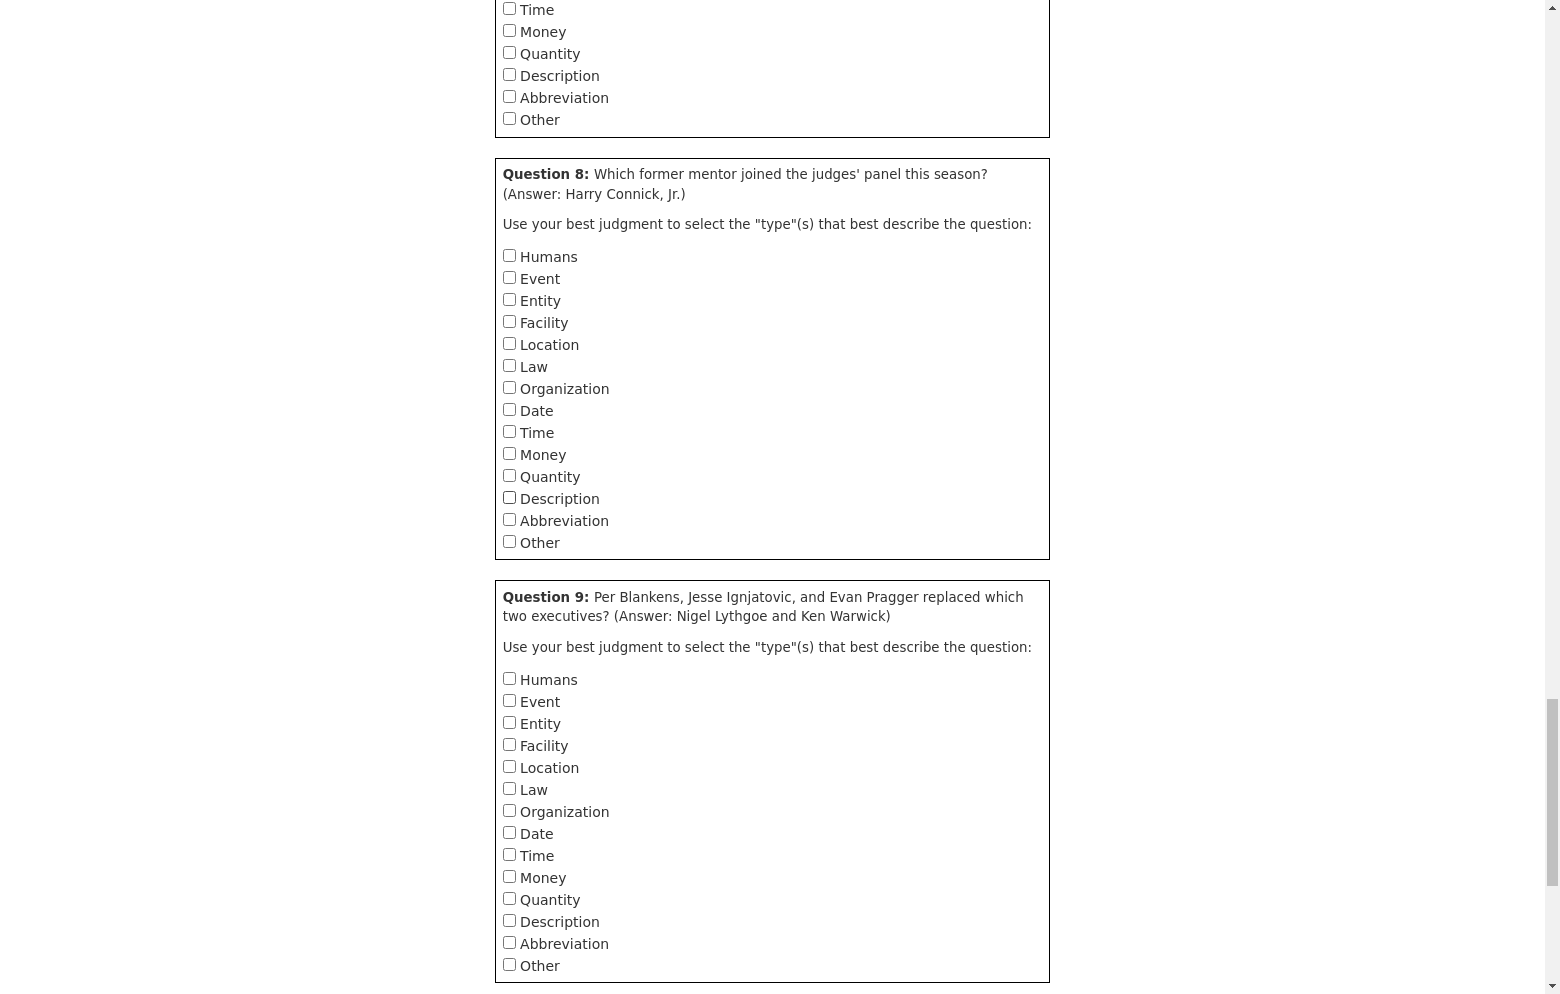 Time
Money
Quantity
Description
Abbreviation
Other
Question 8: Which former mentor joined the judges' panel this season?
(Answer: Harry Connick, Jr.)
Use your best judgment to select the "type"(s) that best describe the question:
Humans
Event
Entity
Facility
Location
Law
Organization
Date
Time
Money
Quantity
Description
Abbreviation
Other
Question 9: Per Blankens, Jesse Ignjatovic, and Evan Pragger replaced which
two executives? (Answer: Nigel Lythgoe and Ken Warwick)
Use your best judgment to select the "type"(s) that best describe the question:
Humans
Event
Entity
Facility
Location
Law
Organization
Date
Time
Money
Quantity
Description
Abbreviation
Other